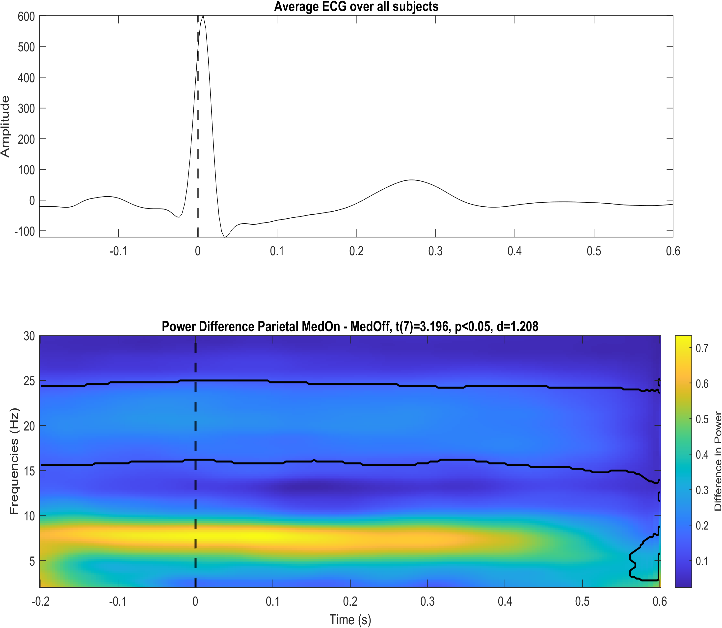 Average ECG over all subjects
600
500
400
300
200
100
0
-100
Amplitude
-0.1 0 0.1 0.2 0.3 0.4 0.5 0.6
Power Difference Parietal MedOn - MedOff, t(7)=3.196, p<0.05, d=1.208
30
25
20
15
10
5
Frequencies (Hz)
-0.2 -0.1 0 0.1 0.2 0.3 0.4 0.5 0.6
Time (s)
0.7
0.6
0.5
0.4
0.3
0.2
0.1
Difference in Power